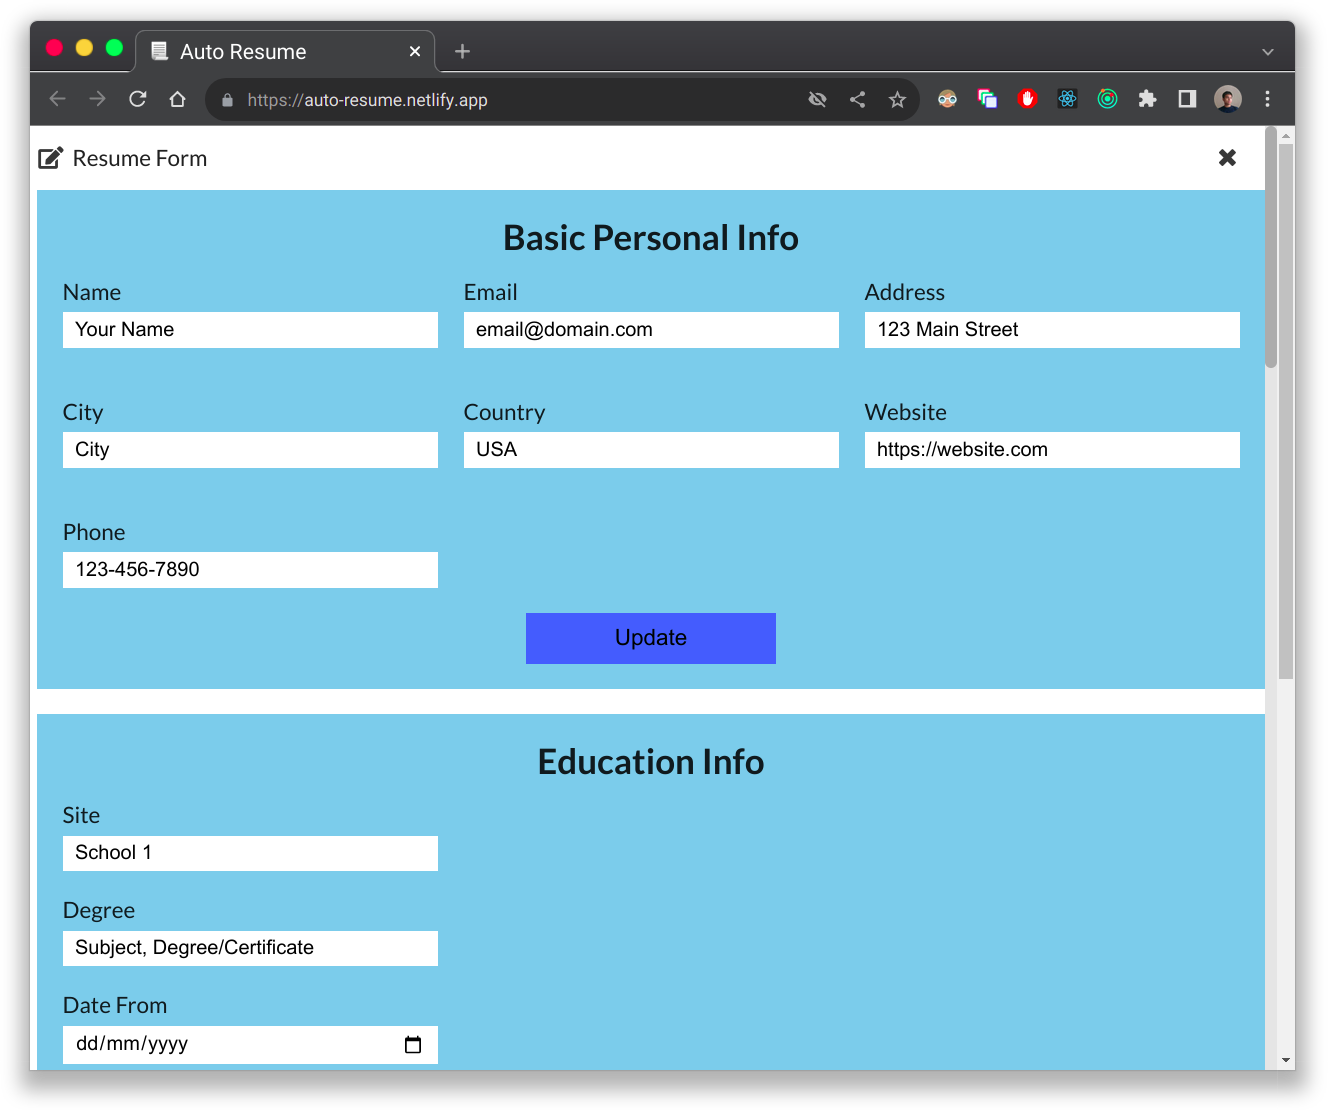 Auto Resume
https://auto-resume.netlify.app
Resume Form
Basic Personal Info
Name Email Address
Your Name email@domain.com 123 Main Street
City Country Website
City USA https://website.com
Phone
123-456-7890
Update
Education Info
Site
School 1
Degree
Subject, Degree/Certificate
Date From
dd/mm/yyyy